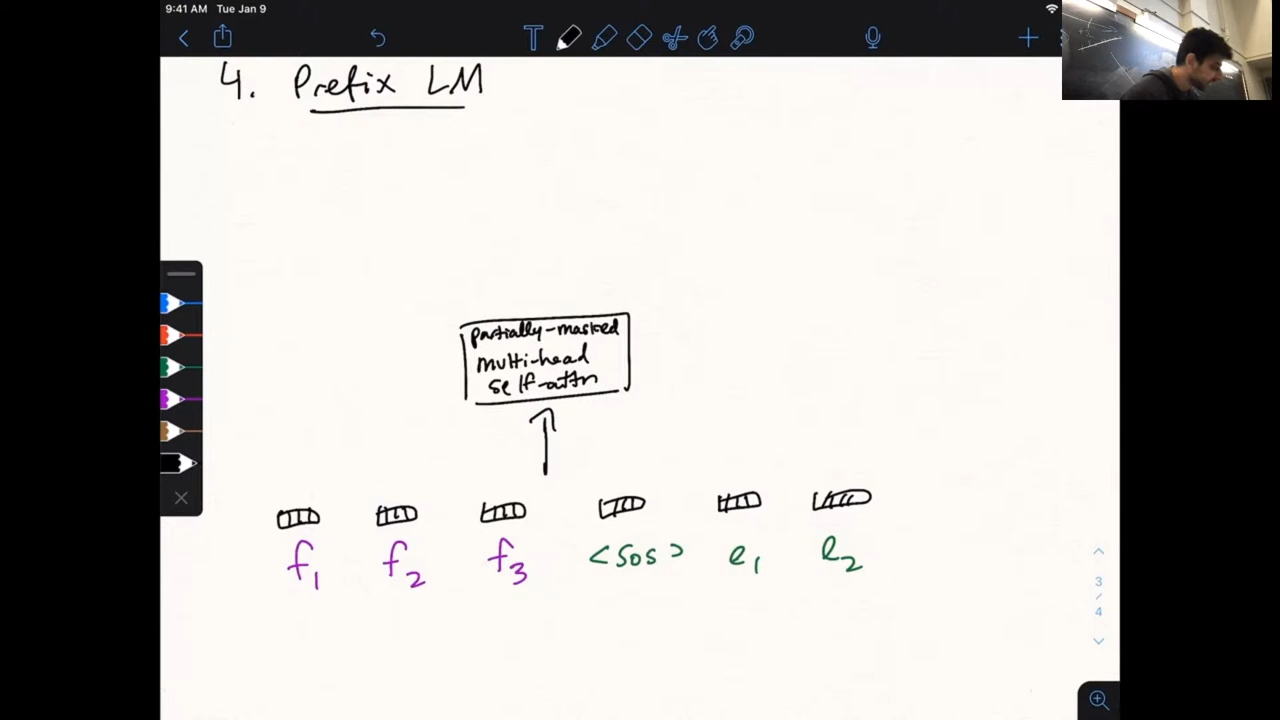 9:41 AM Tue Jan 9
4. Prefix LM
partially-masked
multi-head
self-attn
f1 f2 f3 <sos> e1 e2
3
/
4